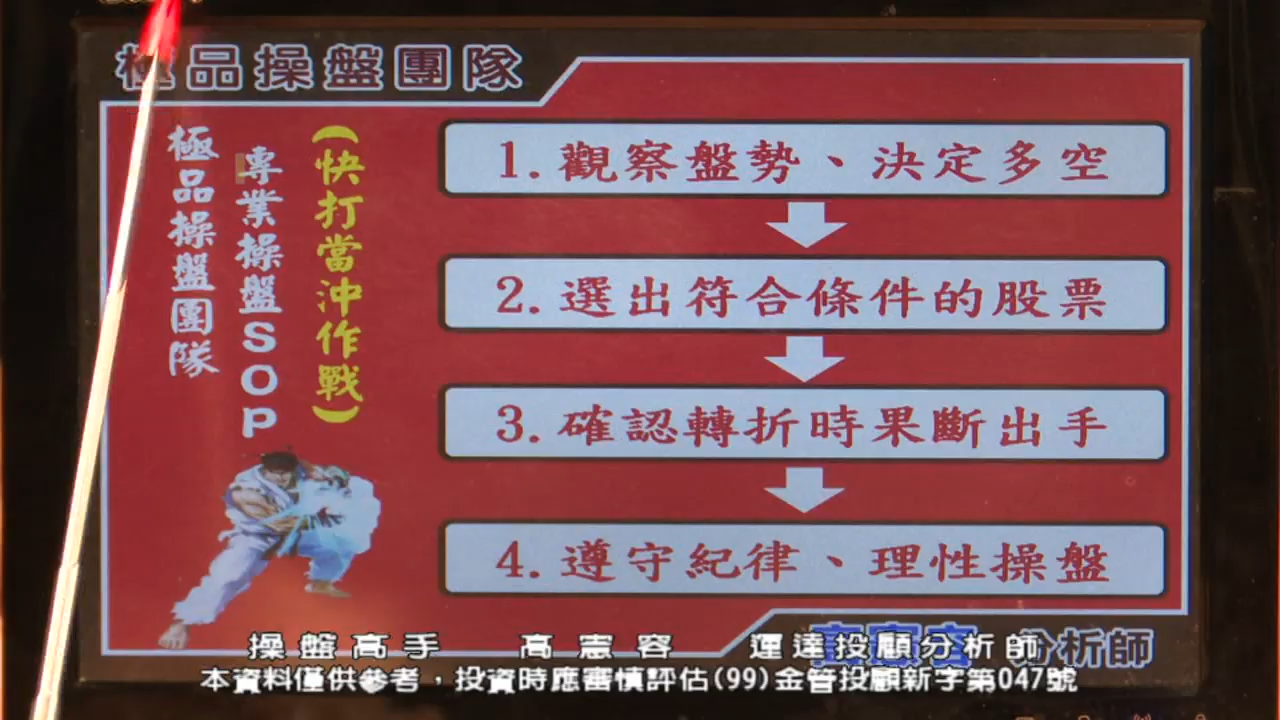 極品操盤團隊
極品操盤團隊
專業操盤SOP
(快打當沖作戰)
1.觀察盤勢、決定多空
2.選出符合條件的股票
3.確認轉折時果斷出手
4.遵守紀律、理性操盤
高憲容 分析師
操盤高手 高憲容 運達投顧分析師
本資料僅供參考，投資時應審慎評估(99)金管投顧新字第047號